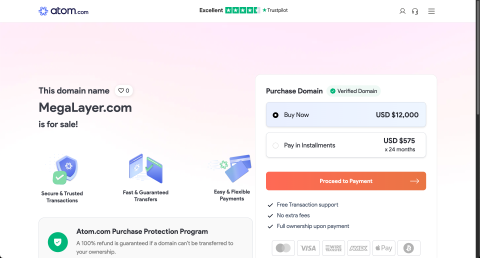 atom.com
Excellent
Trustpilot
This domain name
0
MegaLayer.com
is for sale!
Secure & Trusted
Transactions
Fast & Guaranteed
Transfers
Easy & Flexible
Payments
Atom.com Purchase Protection Program
A 100% refund is guaranteed if a domain can't be transferred to
your ownership.
Purchase Domain
Verified Domain
Buy Now
USD $12,000
Pay in Installments
USD $575
x 24 months
Proceed to Payment
Free Transaction support
No extra fees
Full ownership upon payment
VISA
Pay